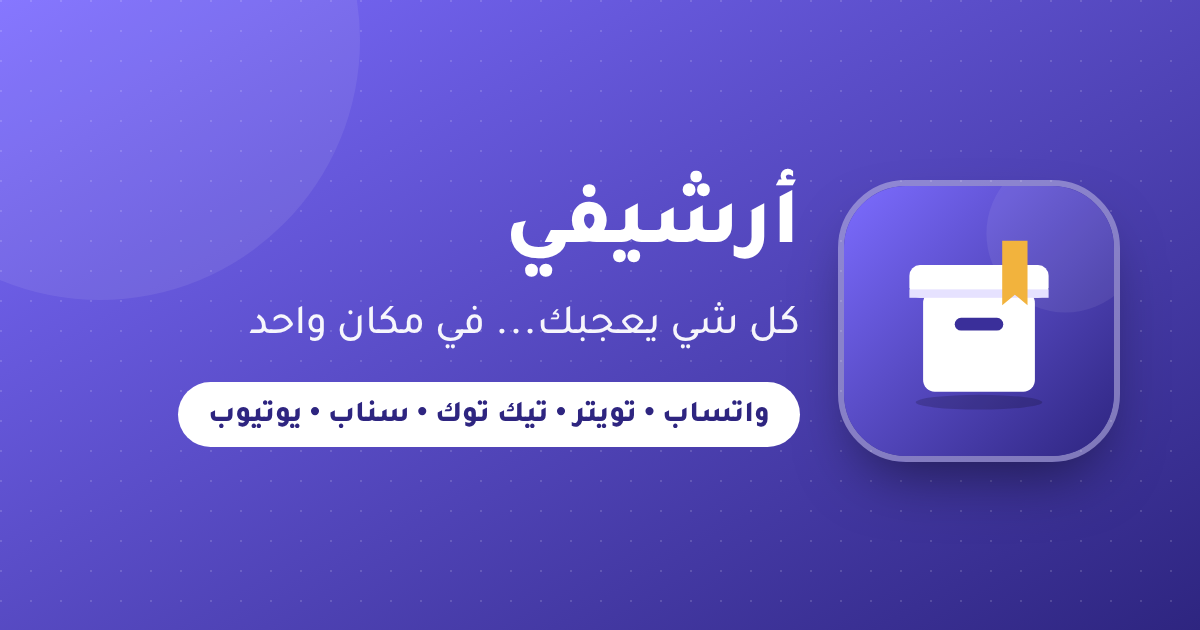 أرشيفي
كل شي يعجبك... في مكان واحد
واتساب • تويتر • تيك توك • سناب • يوتيوب